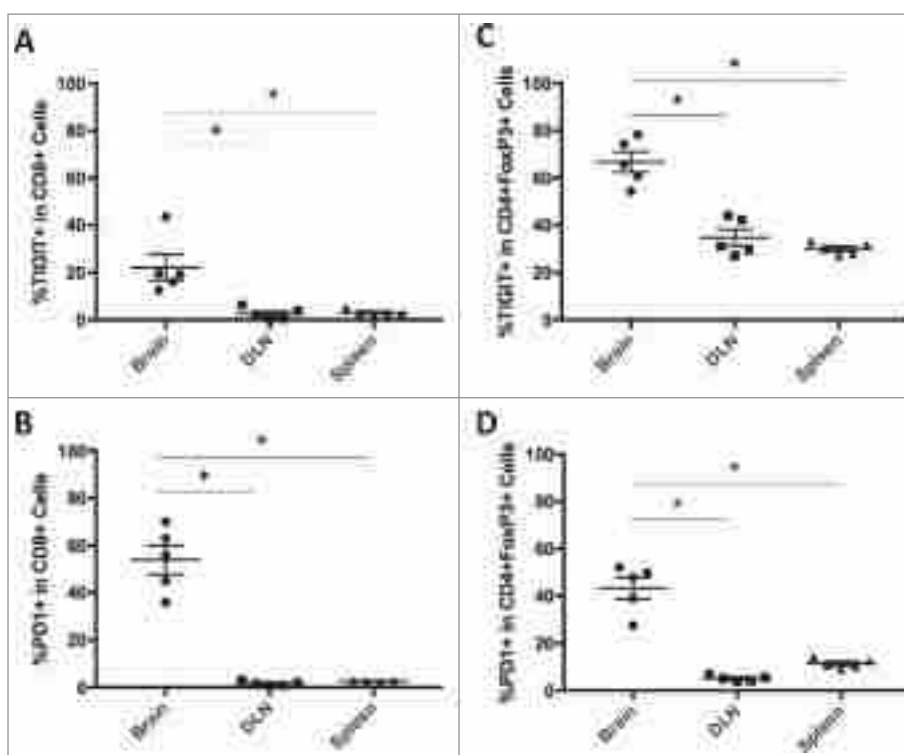 A
%TIGIT+ in CD8+ Cells
100
80
60
40
20
0
Brain
DLN
Spleen
*
*
C
%TIGIT+ in CD4+FoxP3+ Cells
100
80
60
40
20
0
Brain
DLN
Spleen
*
*
B
%PD1+ in CD8+ Cells
100
80
60
40
20
0
Brain
DLN
Spleen
*
*
D
%PD1+ in CD4+FoxP3+ Cells
100
80
60
40
20
0
Brain
DLN
Spleen
*
*